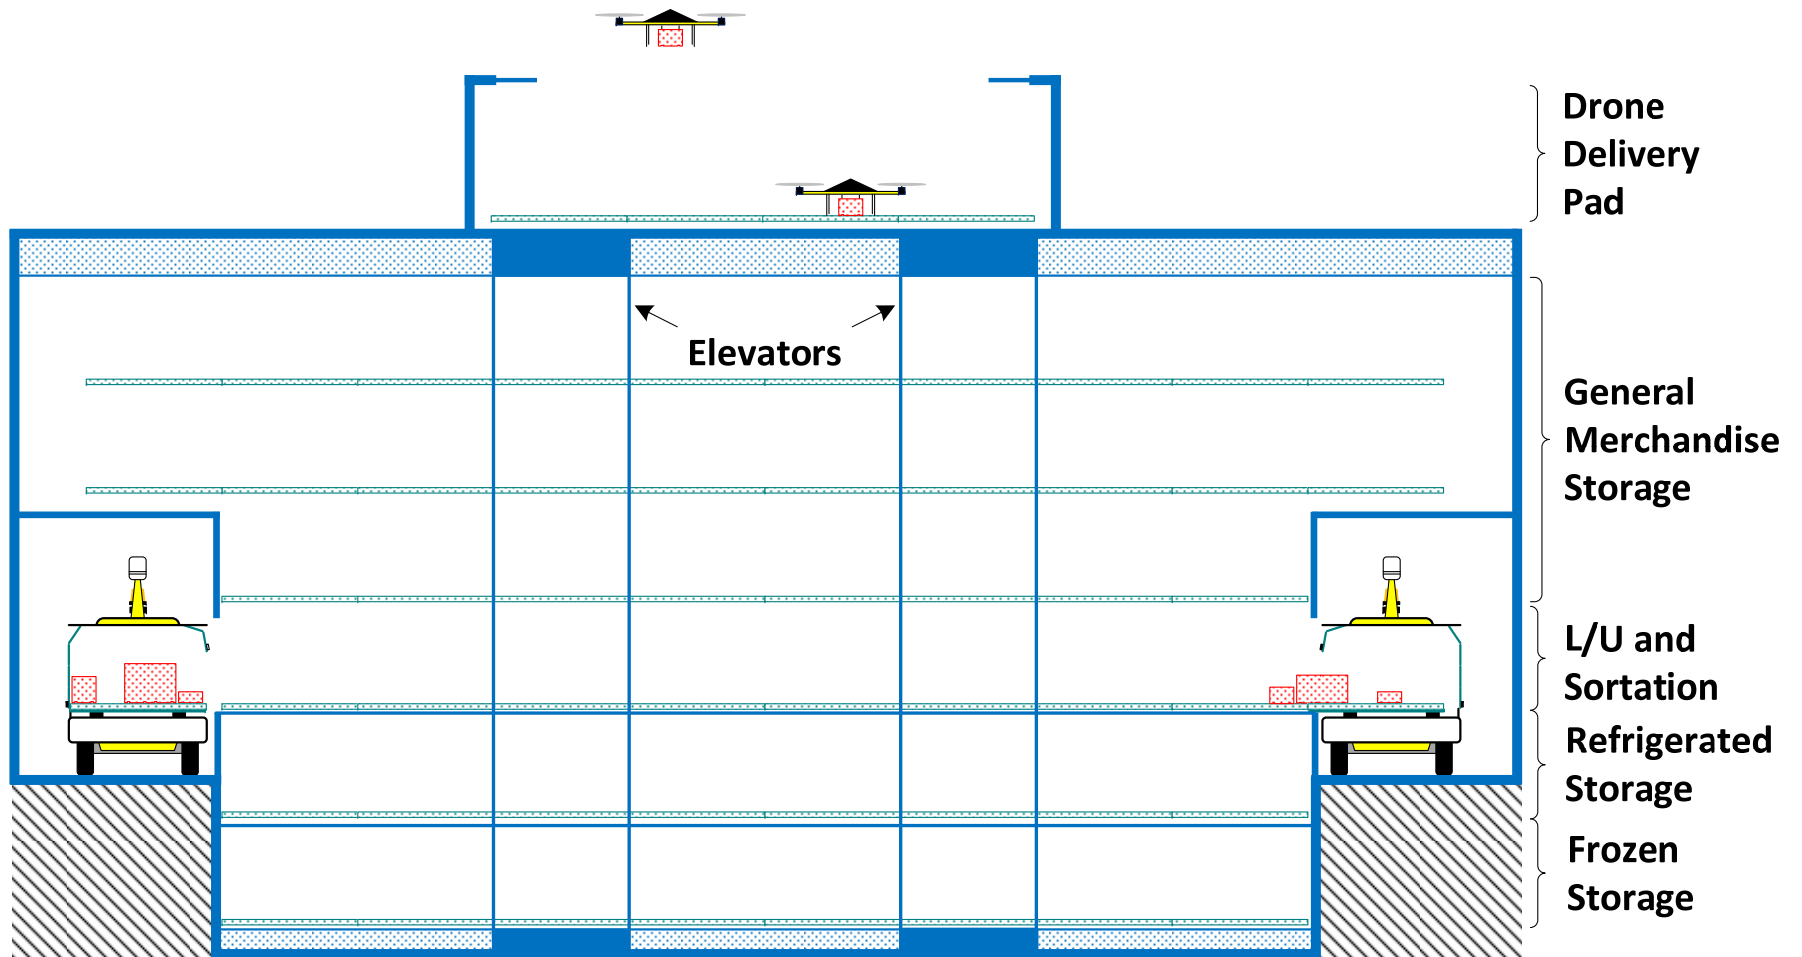 Drone
Delivery
Pad
Elevators
General
Merchandise
Storage
L/U and
Sortation
Refrigerated
Storage
Frozen
Storage